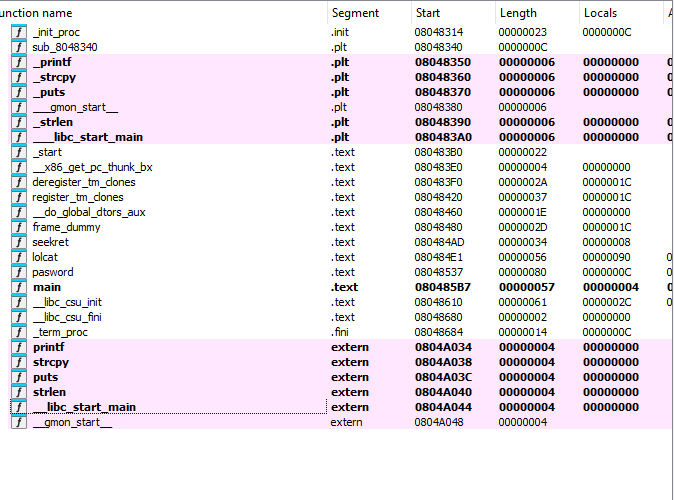 unction name Segment Start Length Locals A
f _init_proc .init 08048314 00000023 0000000C
f sub_8048340 .plt 08048340 0000000C
f _printf .plt 08048350 00000006 00000000 0
f _strcpy .plt 08048360 00000006 00000000 0
f _puts .plt 08048370 00000006 00000000 0
f ___gmon_start__ .plt 08048380 00000006
f _strlen .plt 08048390 00000006 00000000 0
f ___libc_start_main .plt 080483A0 00000006 00000000 0
f _start .text 080483B0 00000022
f __x86_get_pc_thunk_bx .text 080483E0 00000004 00000000
f deregister_tm_clones .text 080483F0 0000002A 0000001C
f register_tm_clones .text 08048420 00000037 0000001C
f __do_global_dtors_aux .text 08048460 0000001E 00000000
f frame_dummy .text 08048480 0000002D 0000001C
f seekret .text 080484AD 00000034 00000008
f lolcat .text 080484E1 00000056 00000090 0
f pasword .text 08048537 00000080 0000000C 0
f main .text 080485B7 00000057 00000004 0
f __libc_csu_init .text 08048610 00000061 0000002C 0
f __libc_csu_fini .text 08048680 00000002 00000000
f _term_proc .fini 08048684 00000014 0000000C
f printf extern 0804A034 00000004 00000000
f strcpy extern 0804A038 00000004 00000000
f puts extern 0804A03C 00000004 00000000
f strlen extern 0804A040 00000004 00000000
f __libc_start_main extern 0804A044 00000004 00000000
f __gmon_start__ extern 0804A048 00000004